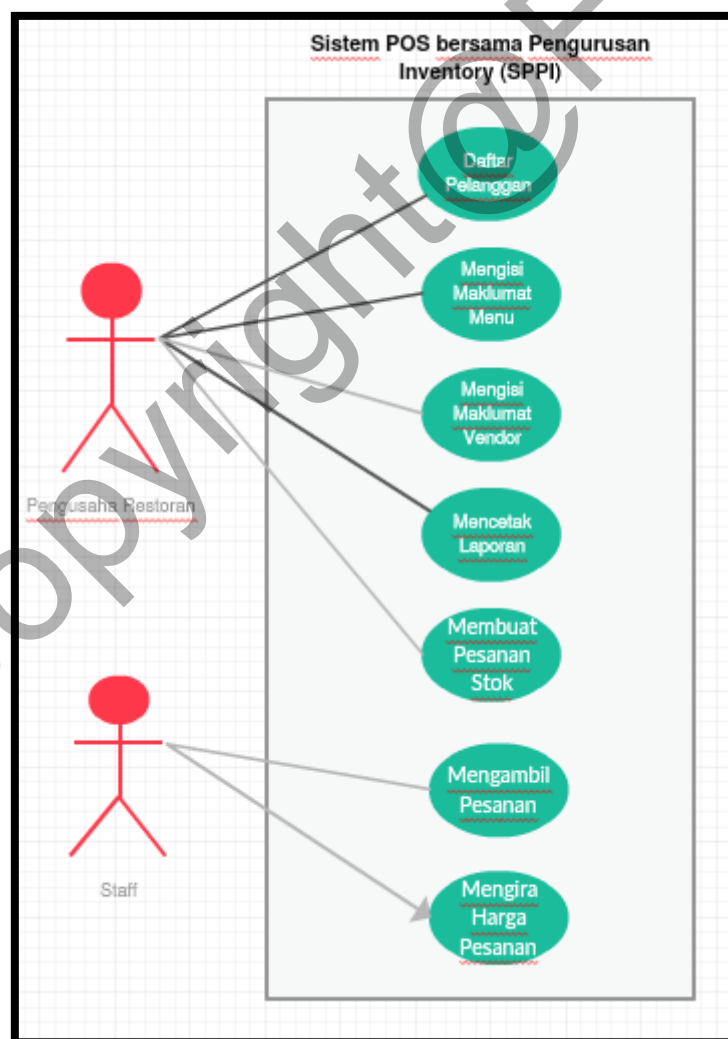 Sistem POS bersama Pengurusan
Inventory (SPPI)
Daftar
Pelanggan
Mengisi
Maklumat
Menu
Mengisi
Maklumat
Vendor
Mencetak
Laporan
Membuat
Pesanan
Stok
Mengambil
Pesanan
Mengira
Harga
Pesanan
Pengusaha Restoran
Staff